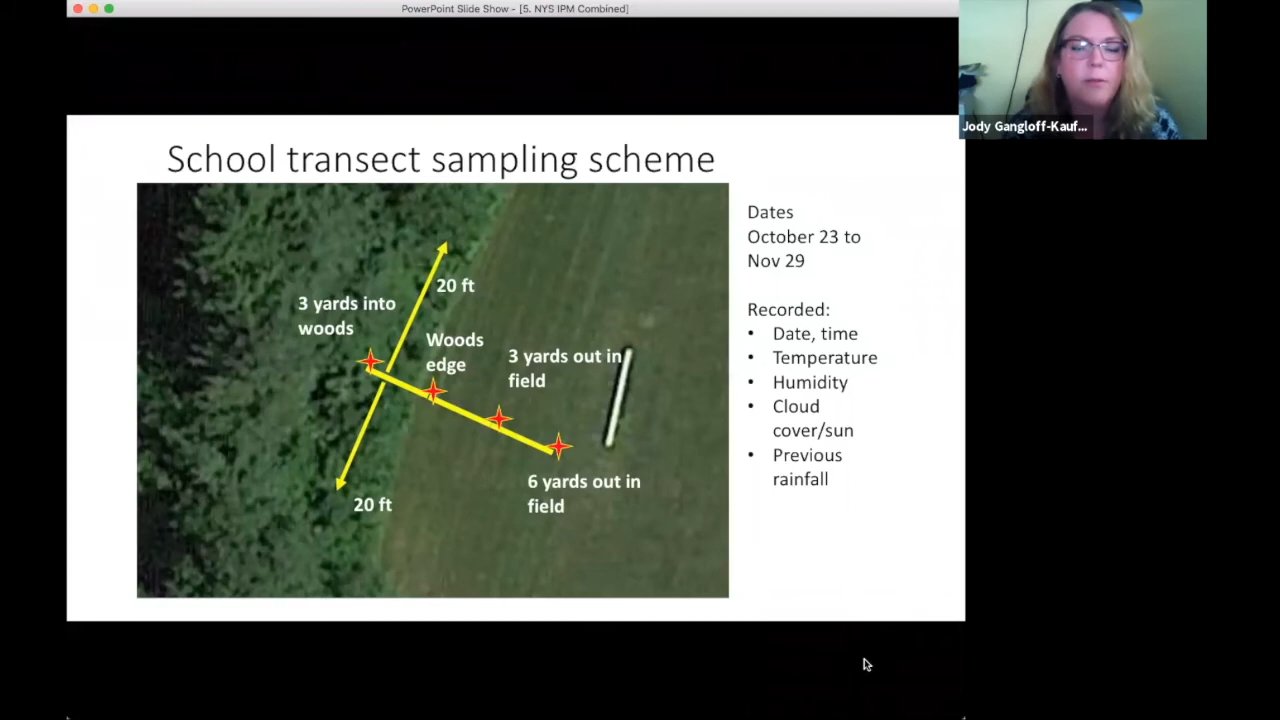 PowerPoint Slide Show - [5. NYS IPM Combined]
Jody Gangloff-Kauf...
School transect sampling scheme
3 yards into
woods
20 ft
Woods
edge
3 yards out in
field
6 yards out in
field
20 ft
Dates
October 23 to
Nov 29
Recorded:
• Date, time
• Temperature
• Humidity
• Cloud
cover/sun
• Previous
rainfall